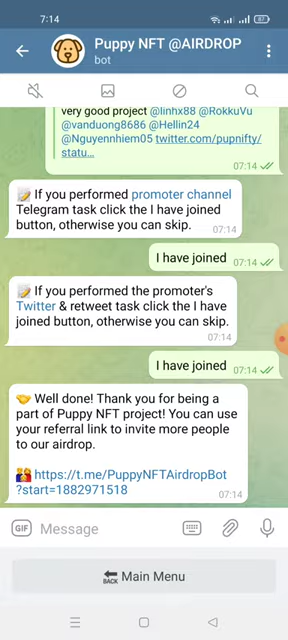 7:14
87
Puppy NFT @AIRDROP
bot
very good project @linhx88 @RokkuVu
@vanduong8686 @Hellin24
@Nguyennhiem05 twitter.com/pupnifty/
statu…
07:14
If you performed promoter channel
Telegram task click the I have joined
button, otherwise you can skip.
07:14
I have joined
07:14
If you performed the promoter's
Twitter & retweet task click the I have
joined button, otherwise you can skip.
07:14
I have joined
07:14
Well done! Thank you for being a
part of Puppy NFT project! You can use
your referral link to invite more people
to our airdrop.
https://t.me/PuppyNFTAirdropBot
?start=1882971518
07:14
GIF
Message
BACK Main Menu